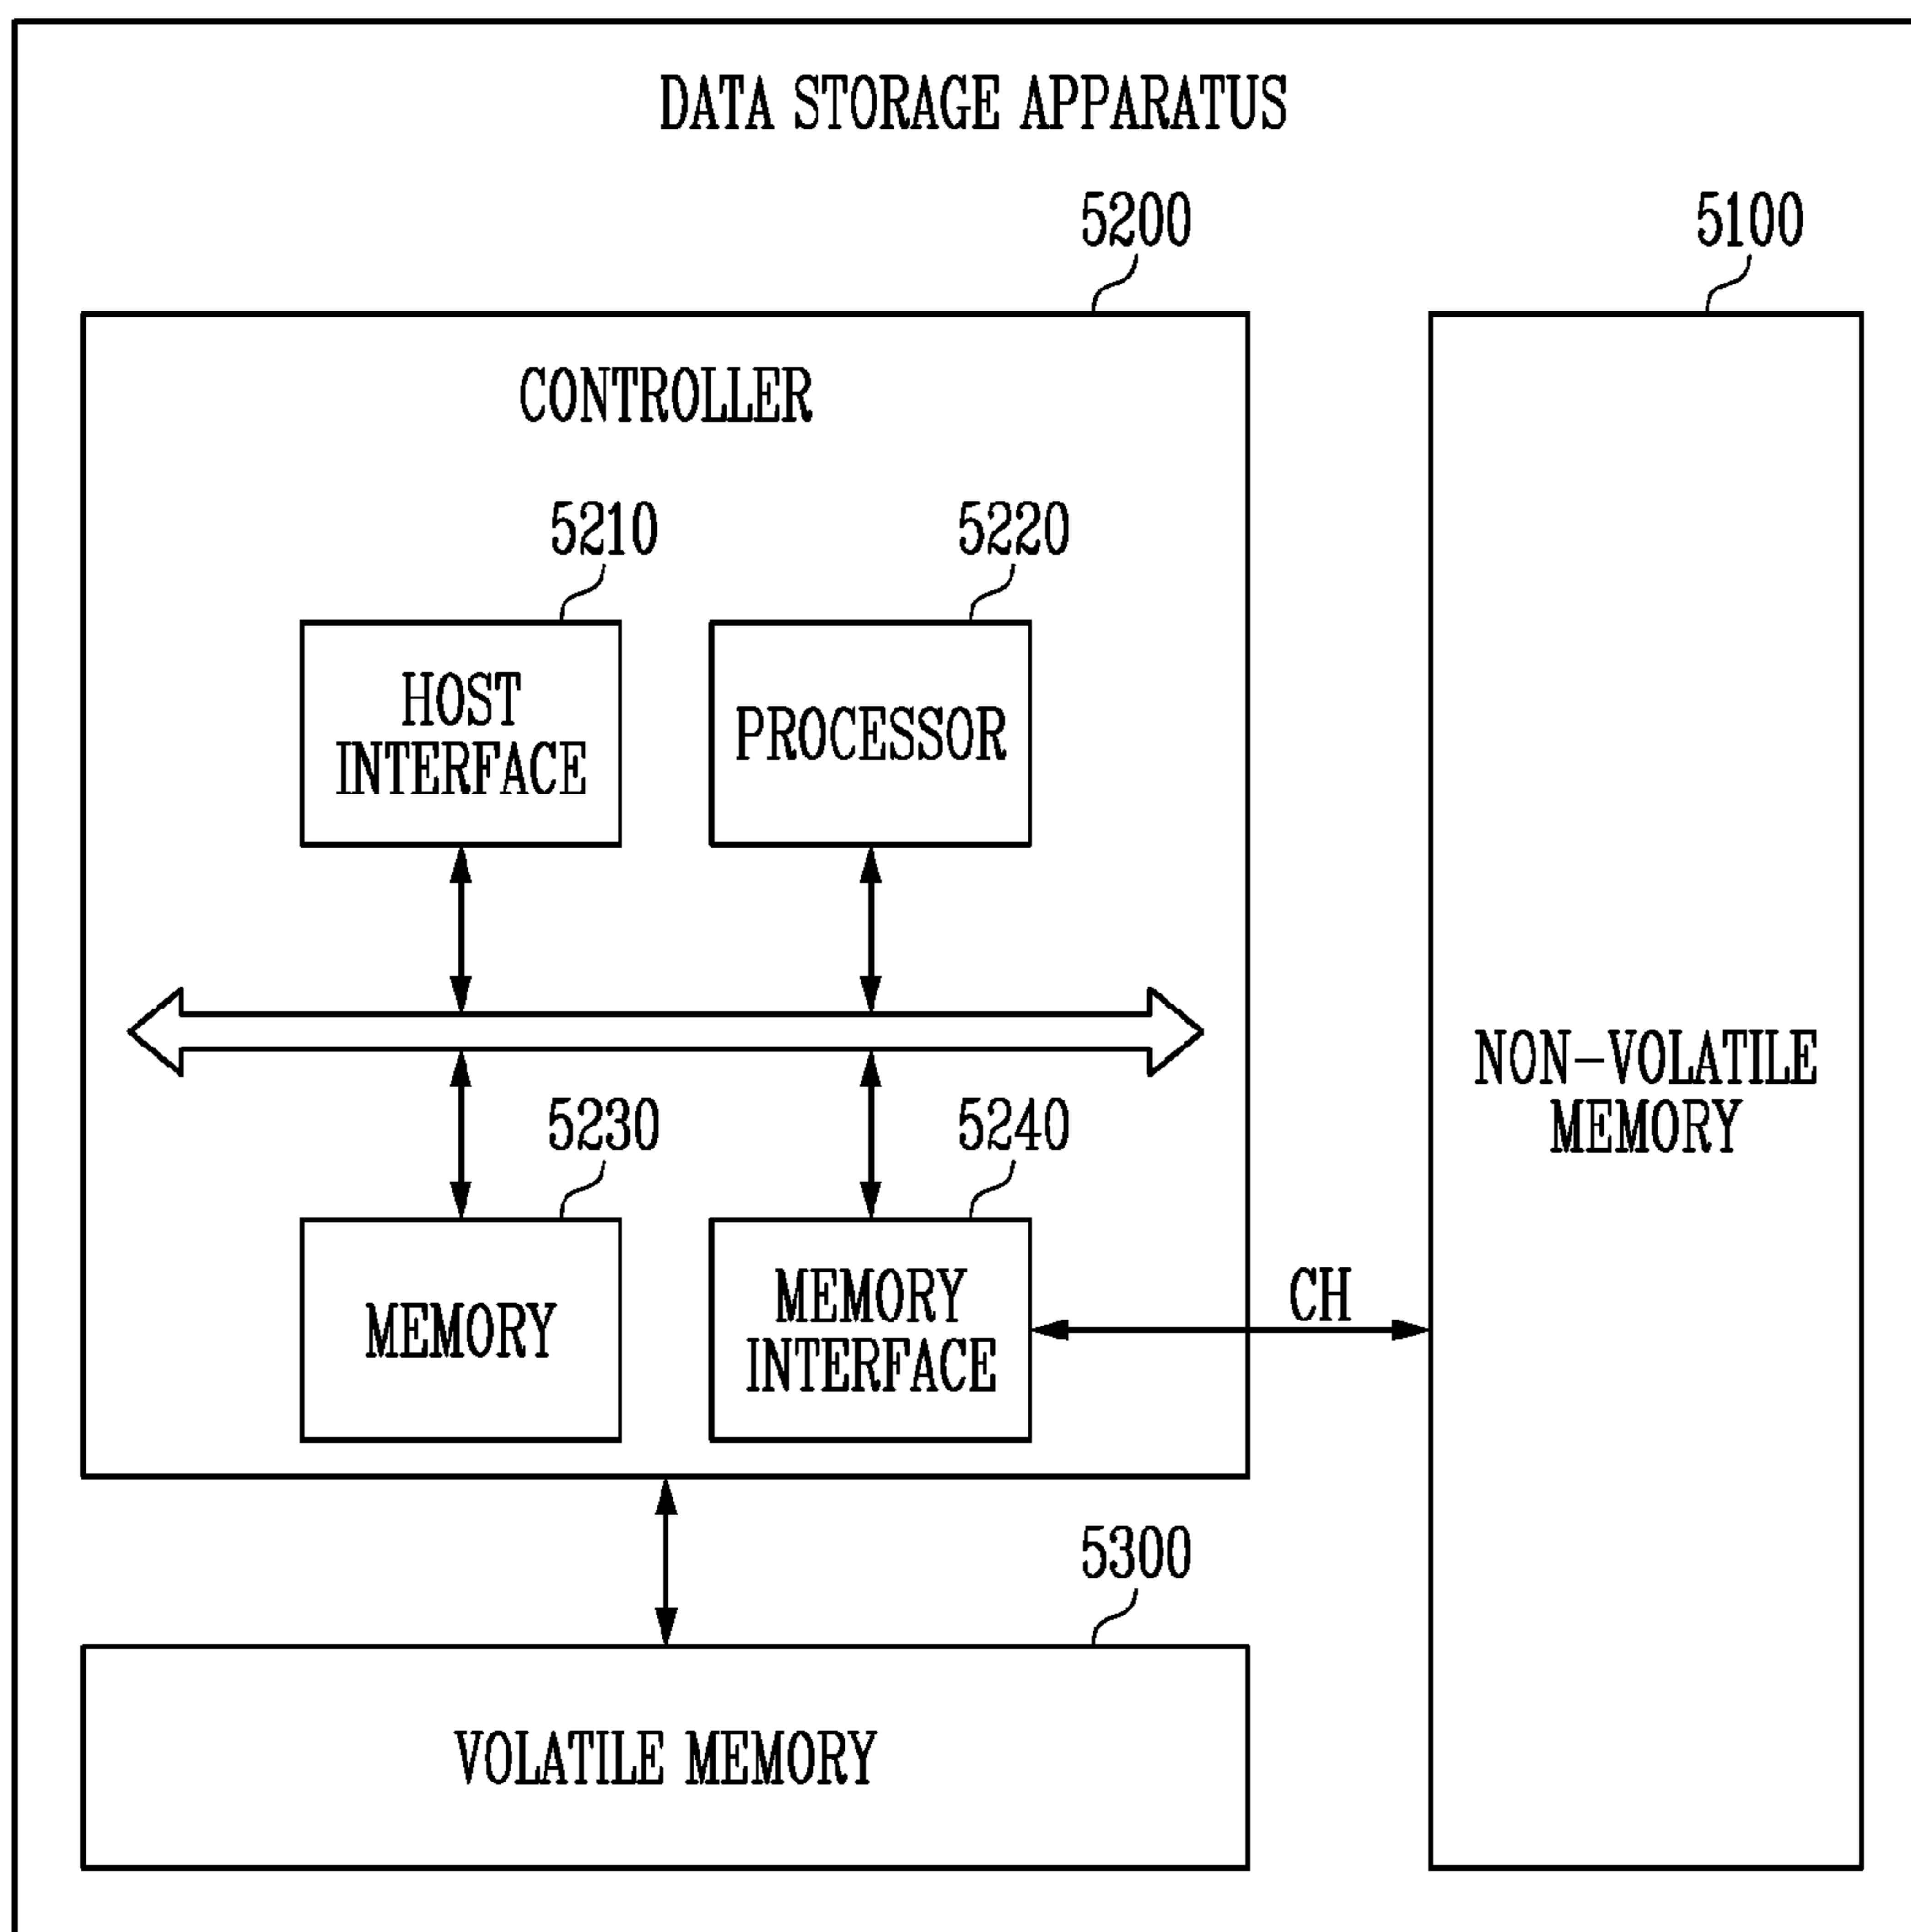 DATA STORAGE APPARATUS
5200
5100
CONTROLLER
5210
5220
HOST
INTERFACE
PROCESSOR
NON-VOLATILE
MEMORY
5230
5240
MEMORY
MEMORY
INTERFACE
CH
5300
VOLATILE MEMORY